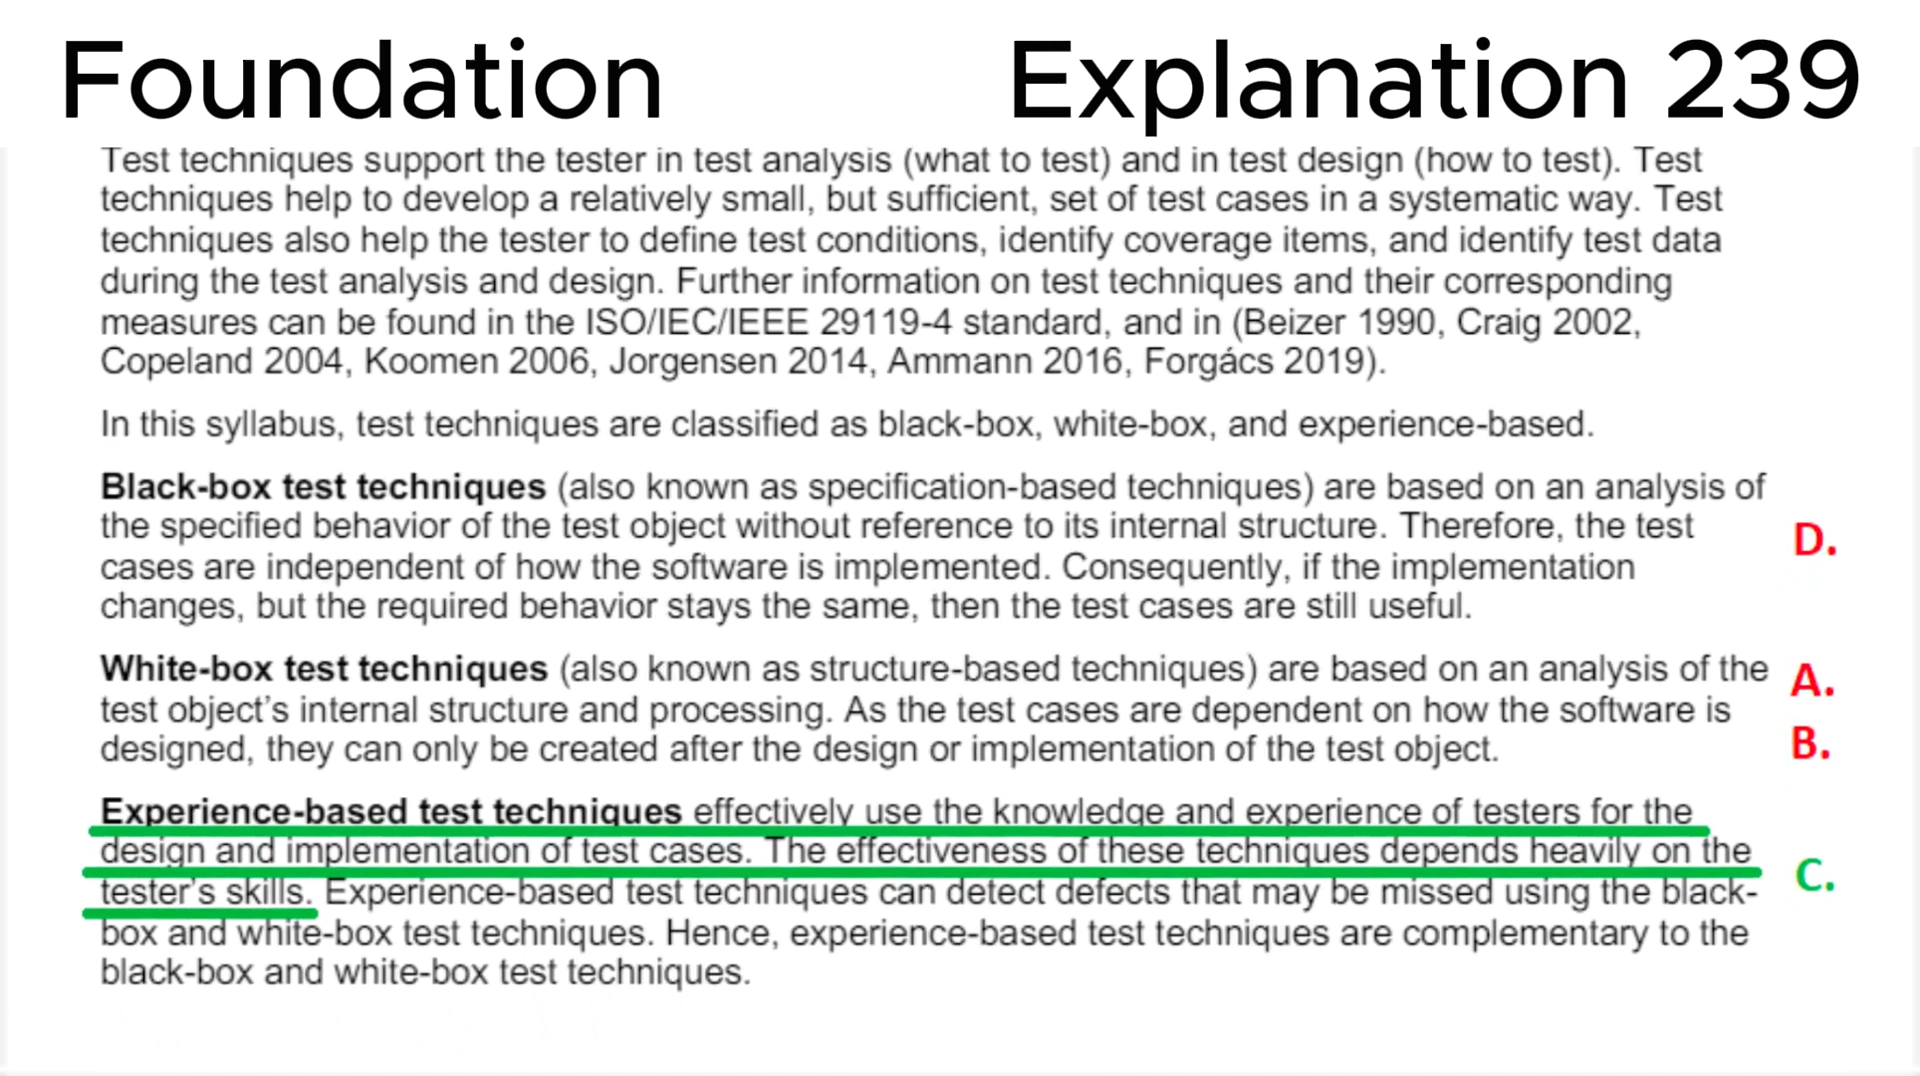 Foundation Explanation 239
Test techniques support the tester in test analysis (what to test) and in test design (how to test). Test
techniques help to develop a relatively small, but sufficient, set of test cases in a systematic way. Test
techniques also help the tester to define test conditions, identify coverage items, and identify test data
during the test analysis and design. Further information on test techniques and their corresponding
measures can be found in the ISO/IEC/IEEE 29119-4 standard, and in (Beizer 1990, Craig 2002,
Copeland 2004, Koomen 2006, Jorgensen 2014, Ammann 2016, Forgács 2019).
In this syllabus, test techniques are classified as black-box, white-box, and experience-based.
Black-box test techniques (also known as specification-based techniques) are based on an analysis of
the specified behavior of the test object without reference to its internal structure. Therefore, the test
D.
cases are independent of how the software is implemented. Consequently, if the implementation
changes, but the required behavior stays the same, then the test cases are still useful.
White-box test techniques (also known as structure-based techniques) are based on an analysis of the
A.
test object's internal structure and processing. As the test cases are dependent on how the software is
designed, they can only be created after the design or implementation of the test object.
B.
Experience-based test techniques effectively use the knowledge and experience of testers for the
design and implementation of test cases. The effectiveness of these techniques depends heavily on the
C.
tester's skills. Experience-based test techniques can detect defects that may be missed using the black-
box and white-box test techniques. Hence, experience-based test techniques are complementary to the
black-box and white-box test techniques.